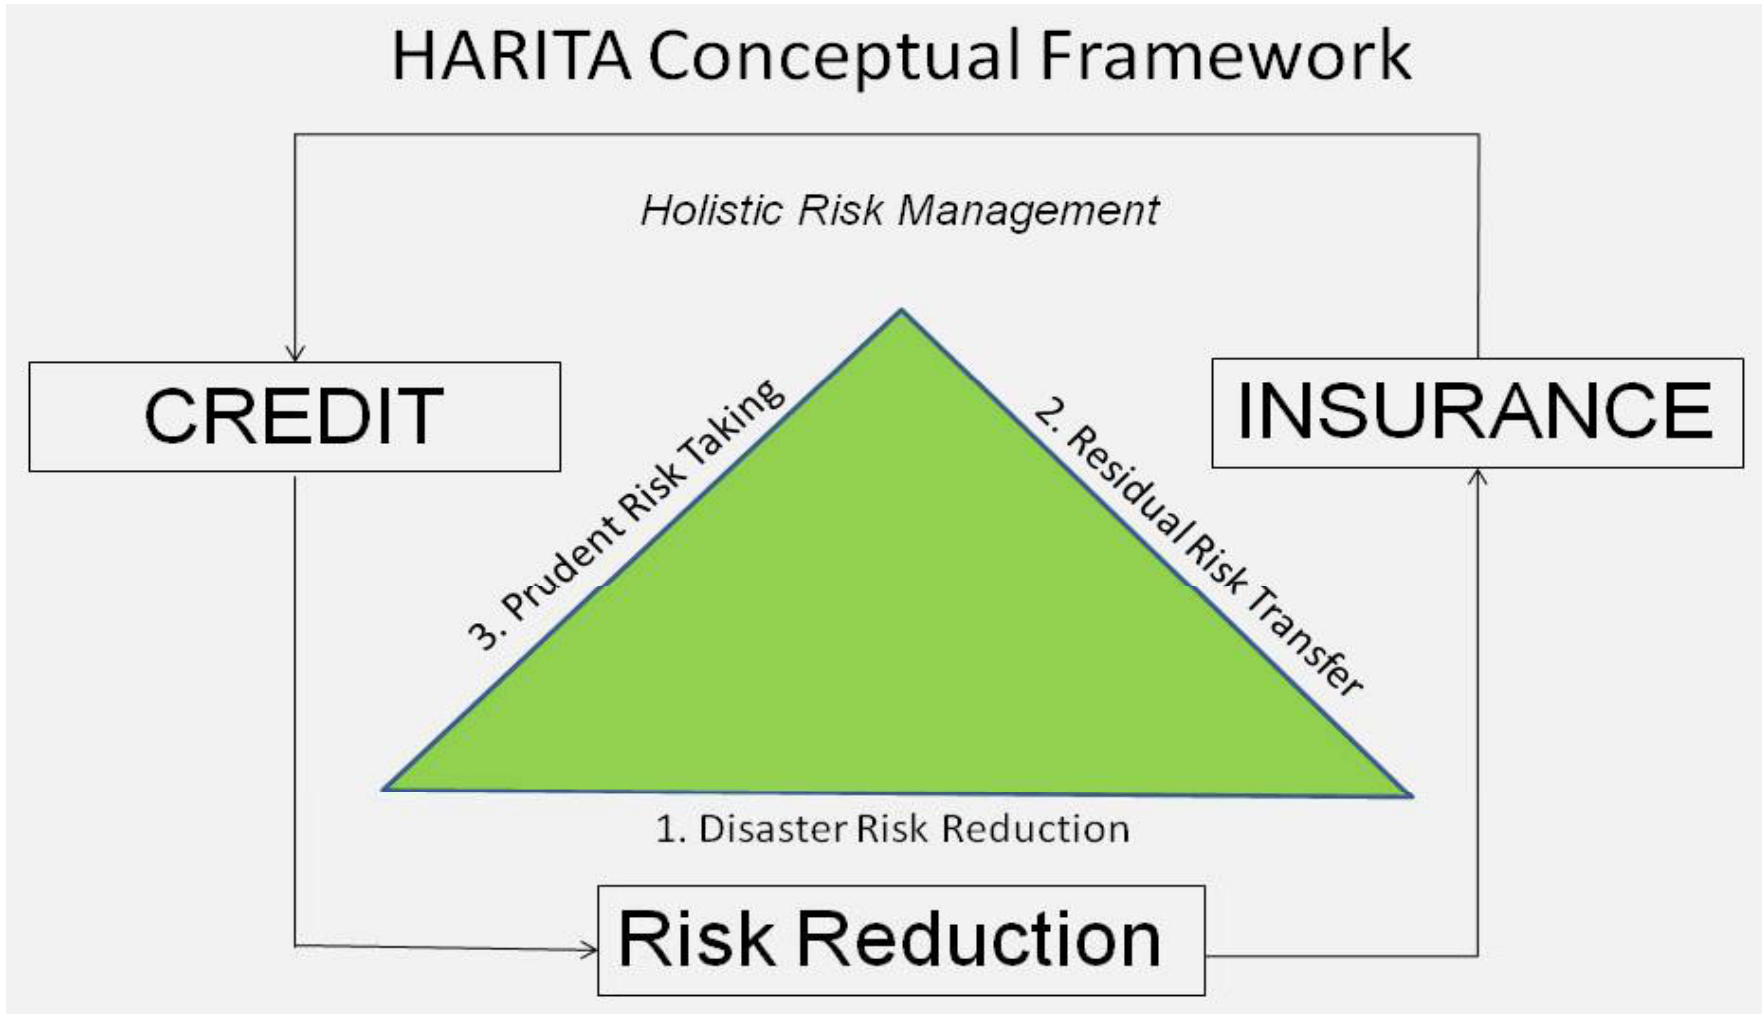 HARITA Conceptual Framework
Holistic Risk Management
CREDIT
INSURANCE
3. Prudent Risk Taking
2. Residual Risk Transfer
1. Disaster Risk Reduction
Risk Reduction